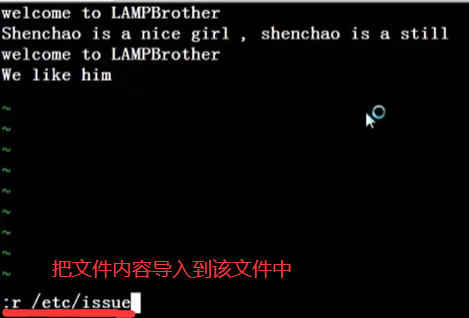 welcome to LAMPBrother
Shenchao is a nice girl , shenchao is a still
welcome to LAMPBrother
We like him
~
~
~
~
~
~
~
~
~
把文件内容导入到该文件中
:r /etc/issue